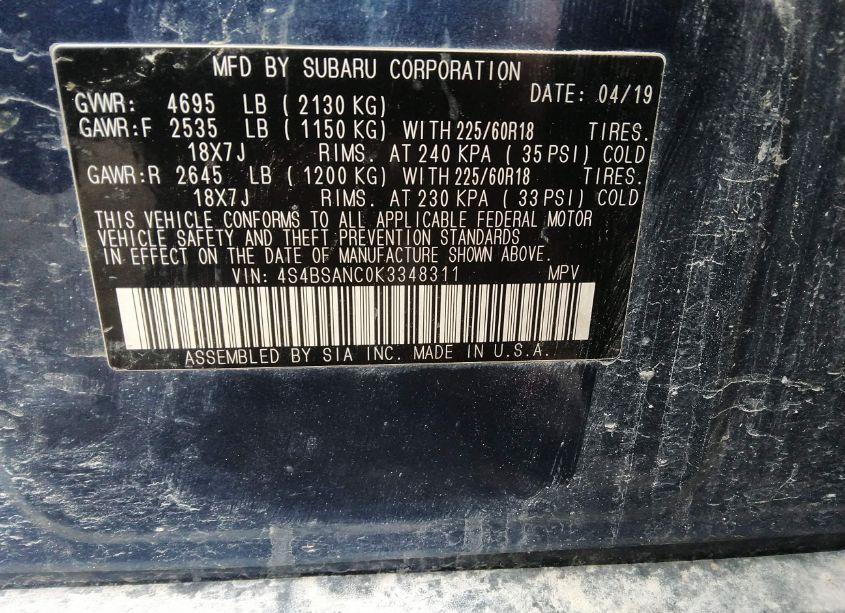 MFD BY SUBARU CORPORATION
DATE: 04/19
GVWR: 4695 LB ( 2130 KG)
GAWR:F 2535 LB ( 1150 KG) WITH 225/60R18 TIRES.
18X7J RIMS. AT 240 KPA ( 35 PSI) COLD
GAWR:R 2645 LB ( 1200 KG) WITH 225/60R18 TIRES.
18X7J RIMS. AT 230 KPA ( 33 PSI) COLD
THIS VEHICLE CONFORMS TO ALL APPLICABLE FEDERAL MOTOR
VEHICLE SAFETY AND THEFT PREVENTION STANDARDS
IN EFFECT ON THE DATE OF MANUFACTURE SHOWN ABOVE.
VIN: 4S4BSANC0K3348311 MPV
ASSEMBLED BY SIA INC. MADE IN U.S.A.